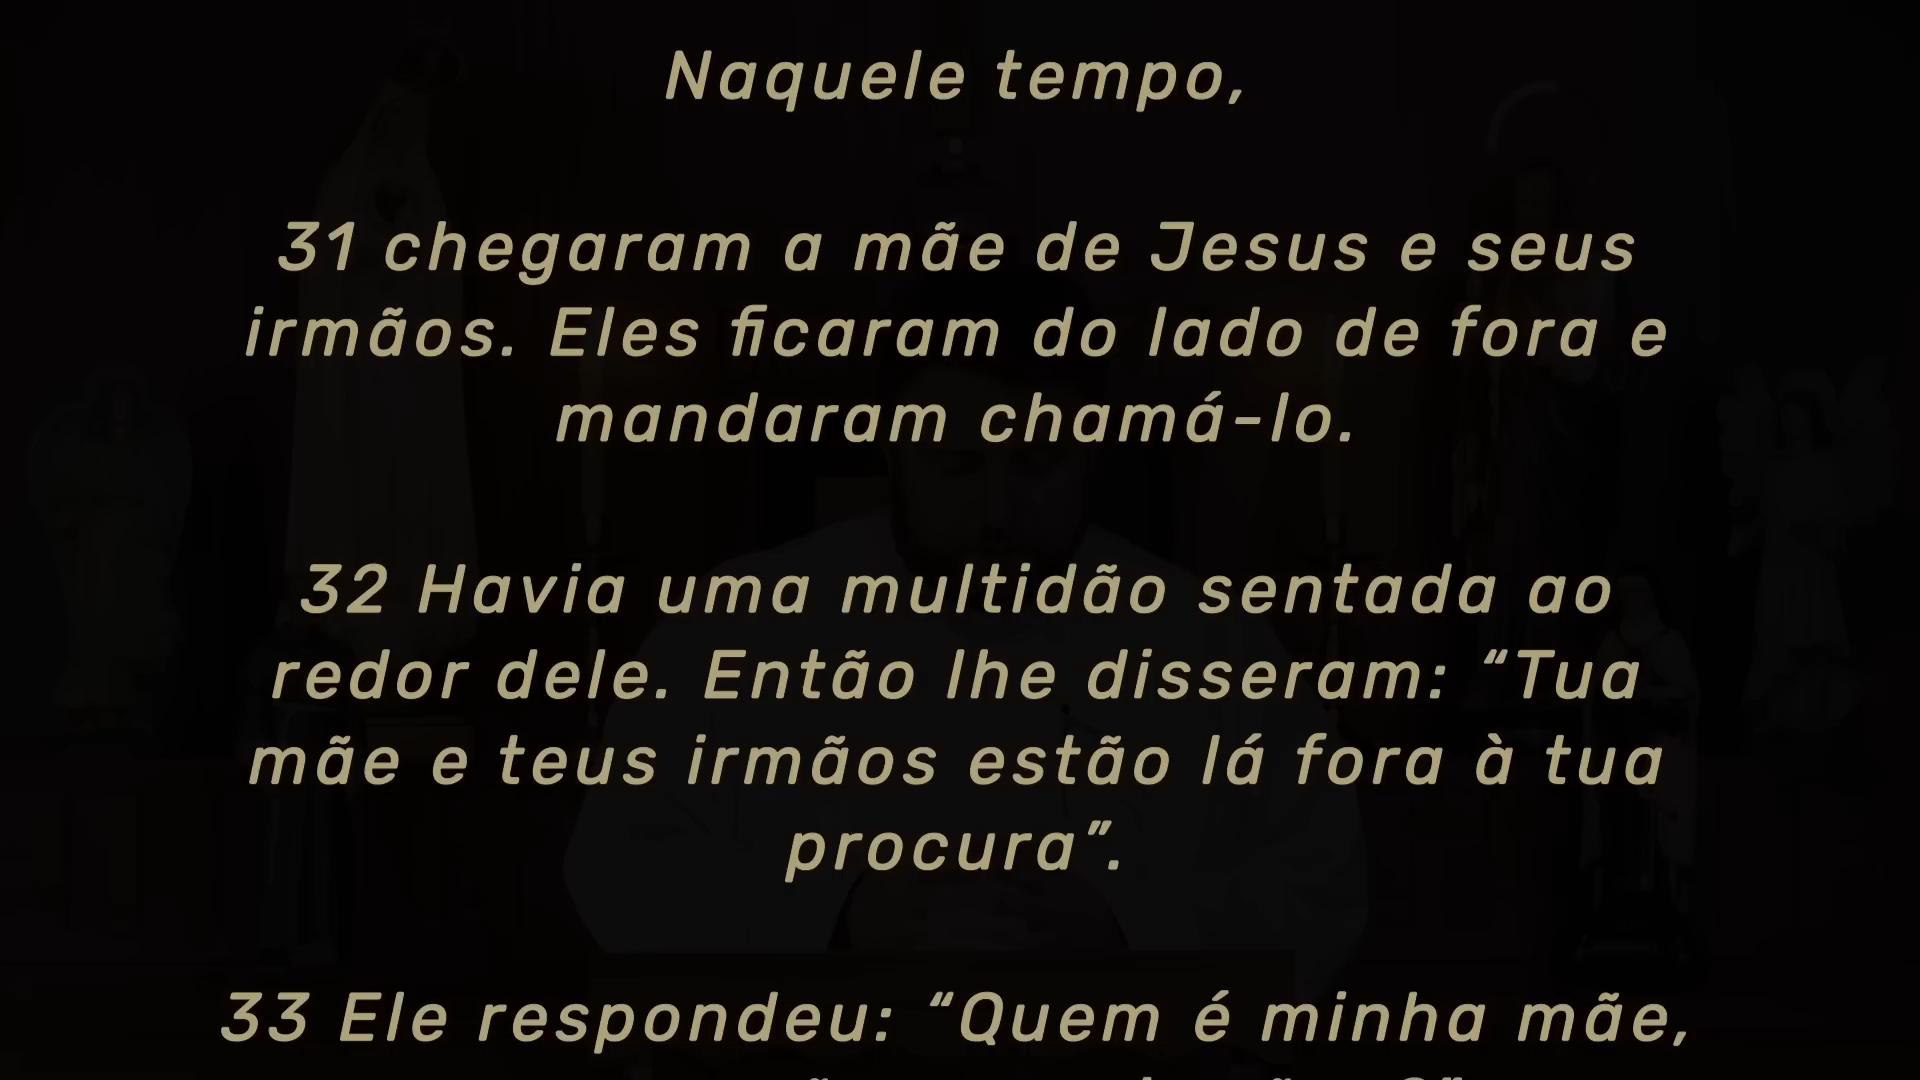 Naquele tempo,
31 chegaram a mãe de Jesus e seus
irmãos. Eles ficaram do lado de fora e
mandaram chamá-lo.
32 Havia uma multidão sentada ao
redor dele. Então lhe disseram: “Tua
mãe e teus irmãos estão lá fora à tua
procura”.
33 Ele respondeu: “Quem é minha mãe,